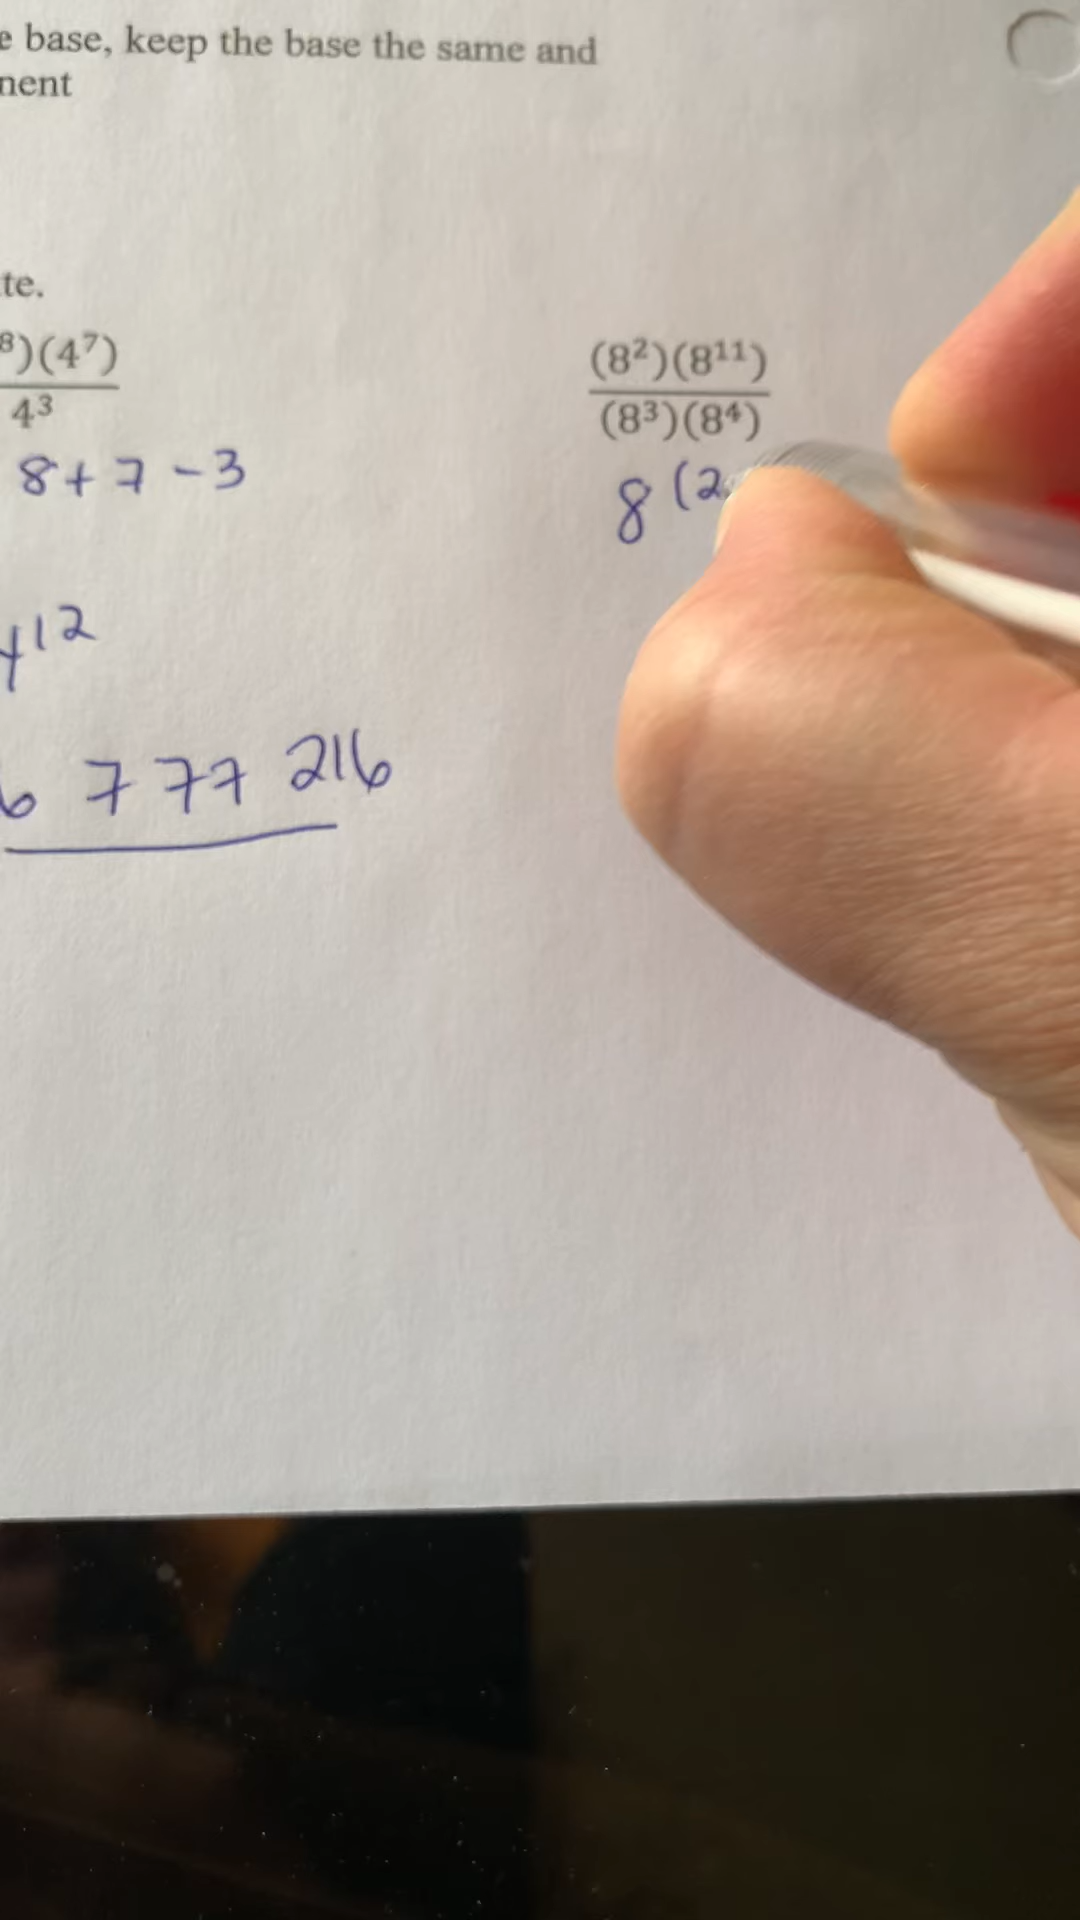 e base, keep the base the same and
nent
te.
⁸)(4⁷)
4³
(8²)(8¹¹)
(8³)(8⁴)
8 + 7 - 3
8 (2
4¹²
6 777 216